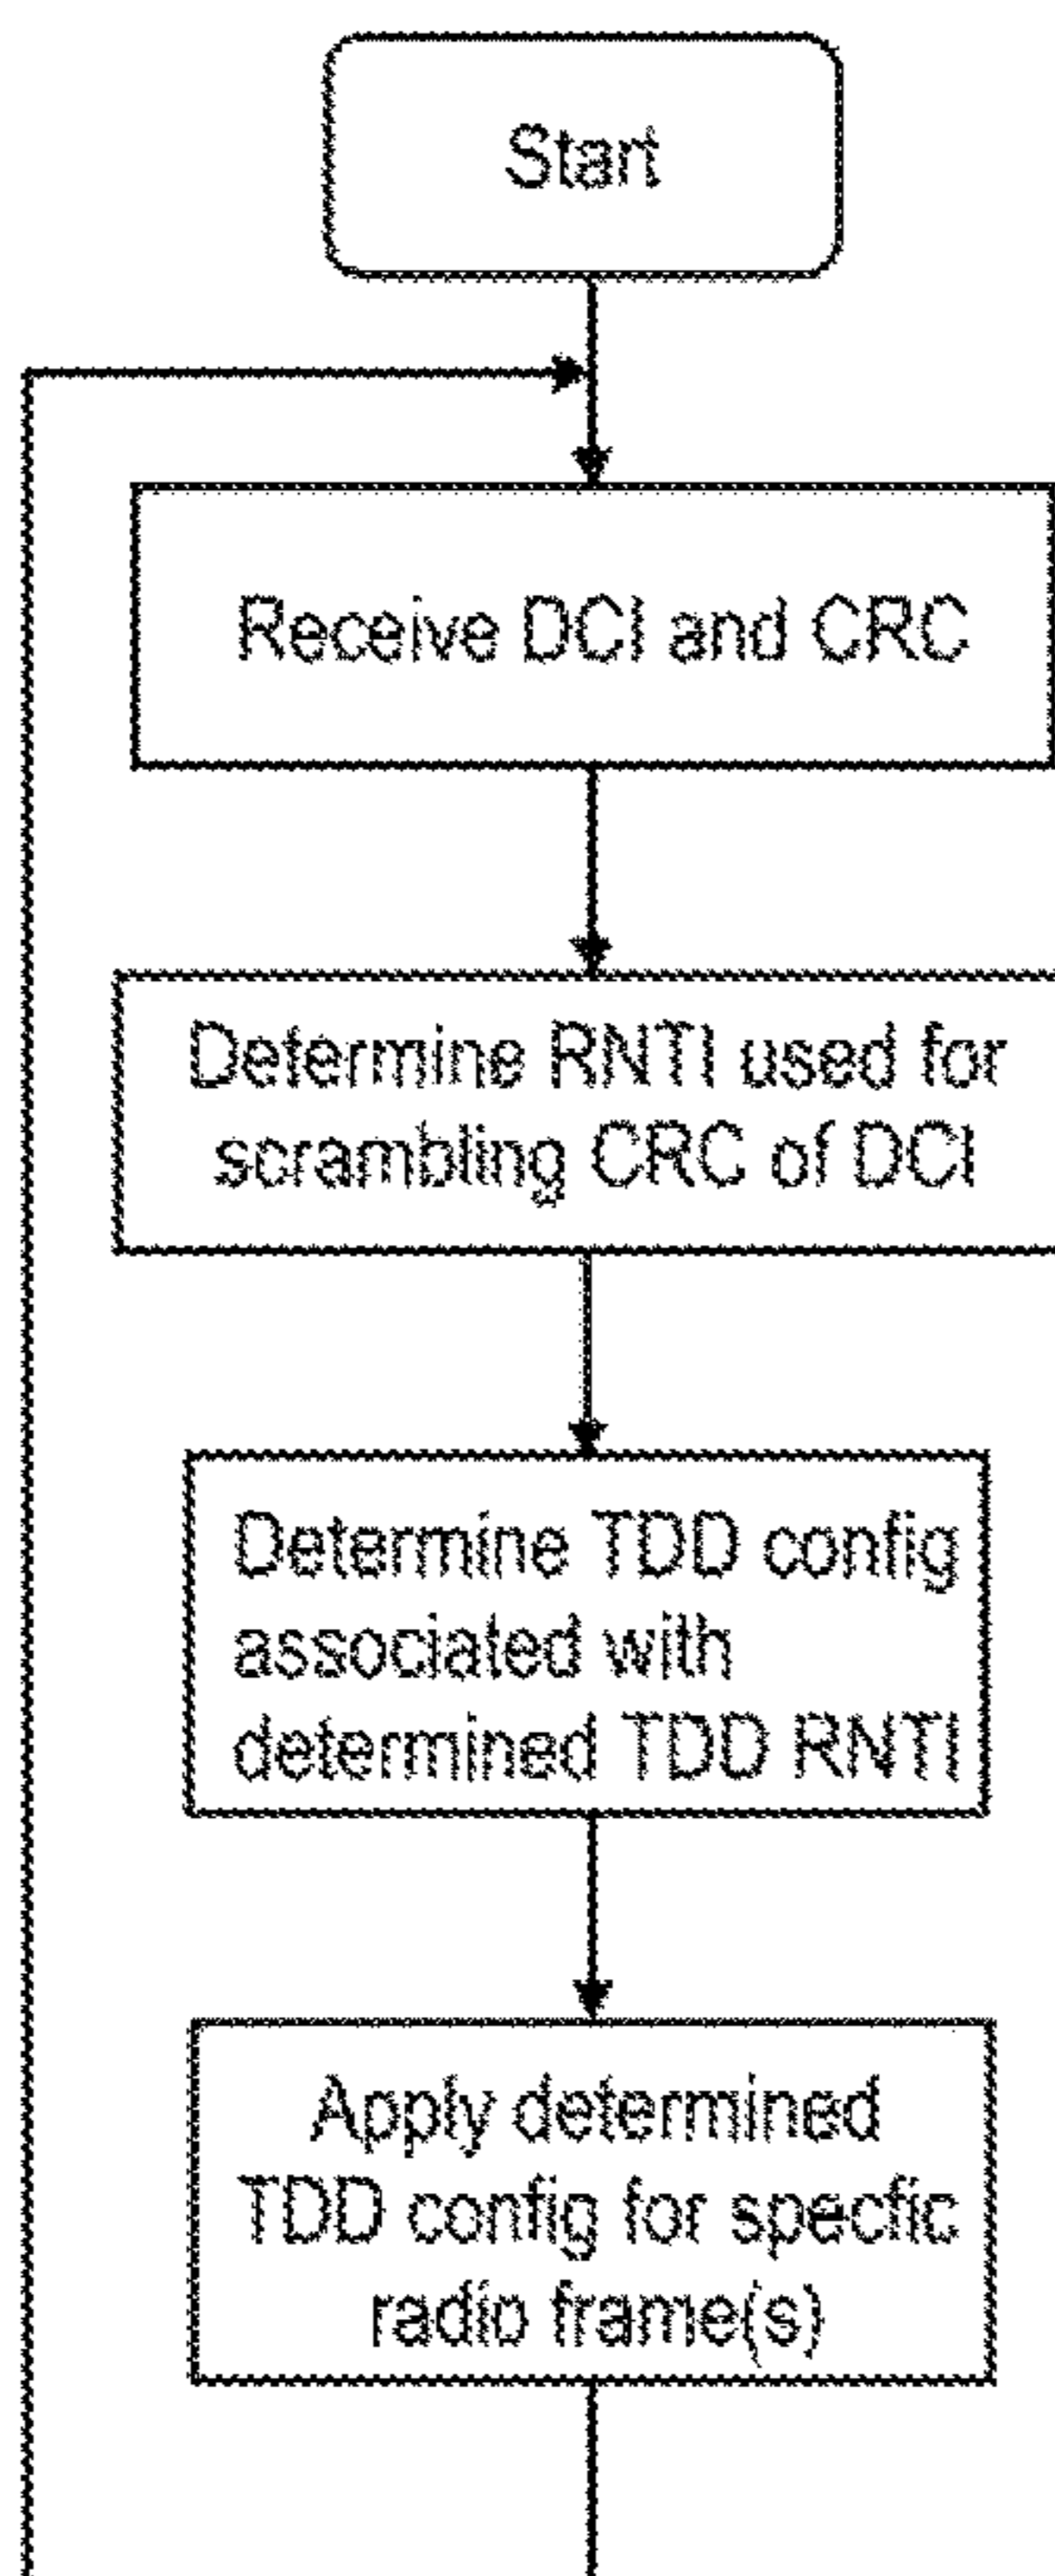 Start
Receive DCI and CRC
Determine RNTI used for
scrambling CRC of DCI
Determine TDD config
associated with
determined TDD RNTI
Apply determined
TDD config for specfic
radio frame(s)